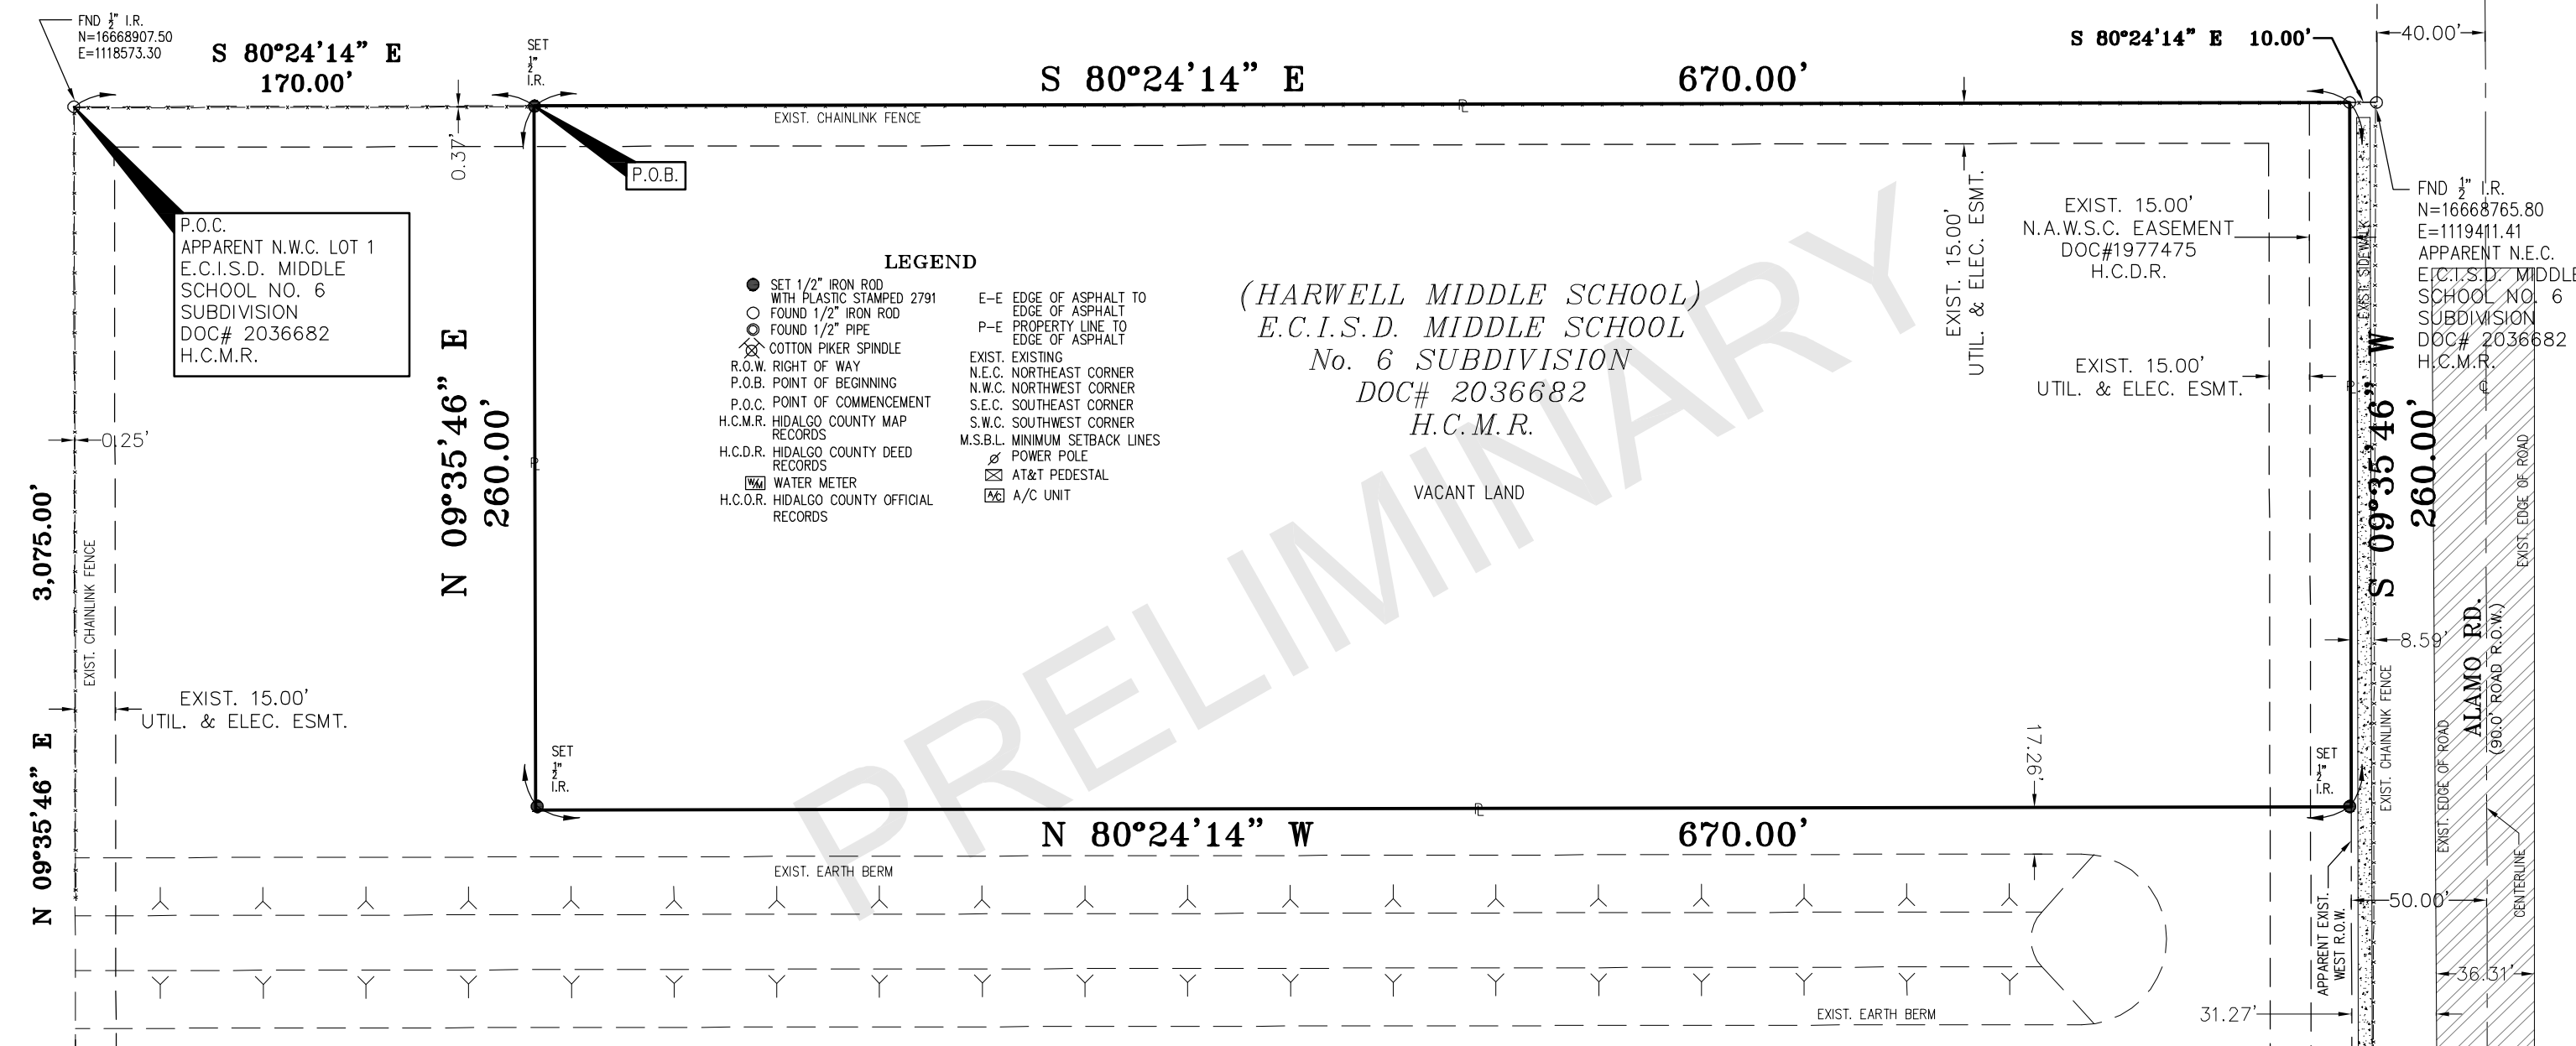 FND ½" I.R.
N=16668907.50
E=1118573.30
S 80°24'14" E
170.00'
SET
½"
I.R.
S 80°24'14" E 670.00'
S 80°24'14" E 10.00'
40.00'
EXIST. CHAINLINK FENCE
℄
0.37'
P.O.B.
P.O.C.
APPARENT N.W.C. LOT 1
E.C.I.S.D. MIDDLE
SCHOOL NO. 6
SUBDIVISION
DOC# 2036682
H.C.M.R.
N 09°35'46" E
260.00'
0.25'
3,075.00'
N 09°35'46" E
EXIST. CHAINLINK FENCE
EXIST. 15.00'
UTIL. & ELEC. ESMT.
LEGEND
SET 1/2" IRON ROD
WITH PLASTIC STAMPED 2791
FOUND 1/2" IRON ROD
FOUND 1/2" PIPE
COTTON PIKER SPINDLE
R.O.W. RIGHT OF WAY
P.O.B. POINT OF BEGINNING
P.O.C. POINT OF COMMENCEMENT
H.C.M.R. HIDALGO COUNTY MAP
RECORDS
H.C.D.R. HIDALGO COUNTY DEED
RECORDS
W/M WATER METER
H.C.O.R. HIDALGO COUNTY OFFICIAL
RECORDS
E-E EDGE OF ASPHALT TO
EDGE OF ASPHALT
P-E PROPERTY LINE TO
EDGE OF ASPHALT
EXIST. EXISTING
N.E.C. NORTHEAST CORNER
N.W.C. NORTHWEST CORNER
S.E.C. SOUTHEAST CORNER
S.W.C. SOUTHWEST CORNER
M.S.B.L. MINIMUM SETBACK LINES
POWER POLE
AT&T PEDESTAL
A/C A/C UNIT
(HARWELL MIDDLE SCHOOL)
E.C.I.S.D. MIDDLE SCHOOL
No. 6 SUBDIVISION
DOC# 2036682
H.C.M.R.
VACANT LAND
PRELIMINARY
EXIST. 15.00'
UTIL. & ELEC. ESMT.
EXIST. 15.00'
N.A.W.S.C. EASEMENT
DOC#1977475
H.C.D.R.
EXIST. 15.00'
UTIL. & ELEC. ESMT.
EXIST. SIDEWALK
FND ½" I.R.
N=16668765.80
E=1119411.41
APPARENT N.E.C.
E.C.I.S.D. MIDDLE
SCHOOL NO. 6
SUBDIVISION
DOC# 2036682
H.C.M.R.
S 09°35'46" W
260.00'
EXIST. EDGE OF ROAD
8.59'
ALAMO RD.
(90.0' ROAD R.O.W.)
EXIST. CHAINLINK FENCE
EXIST. EDGE OF ROAD
CENTERLINE
SET
½"
I.R.
17.26'
SET
½"
I.R.
N 80°24'14" W 670.00'
EXIST. EARTH BERM
APPARENT EXIST.
WEST R.O.W.
50.00'
36.31'
31.27'
EXIST. EARTH BERM